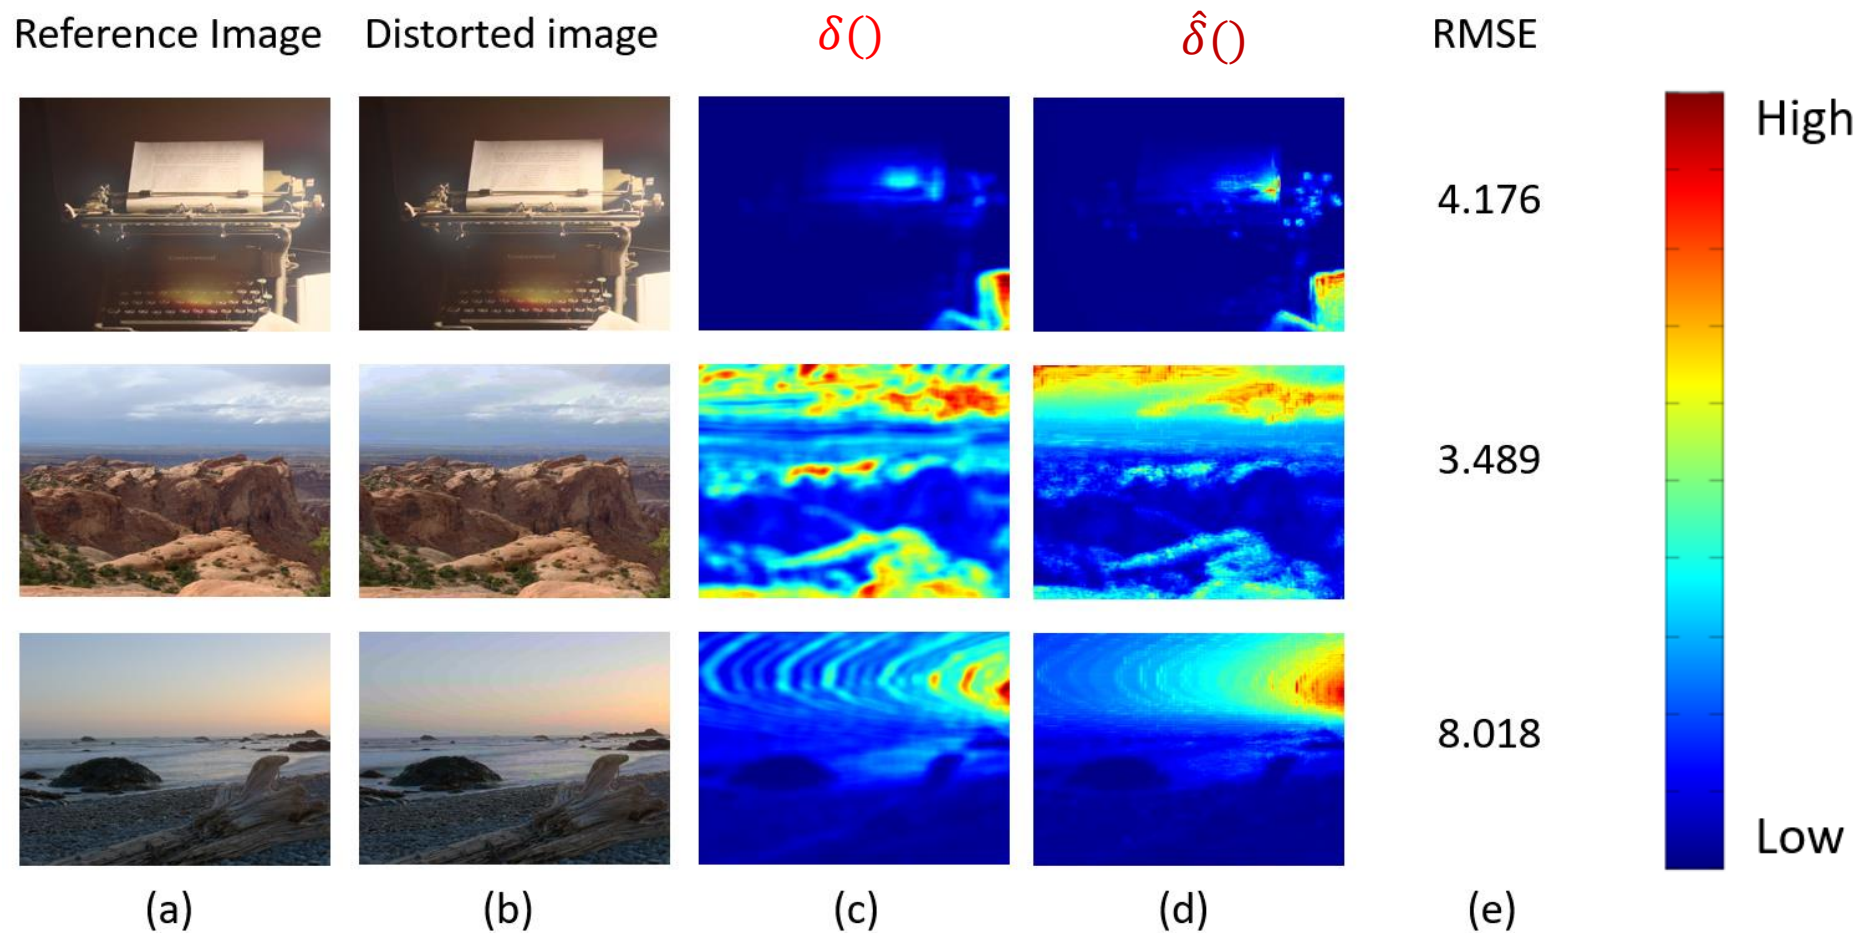 Reference Image Distorted image δ() δ̂() RMSE
High
4.176
3.489
8.018
Low
(a) (b) (c) (d) (e)